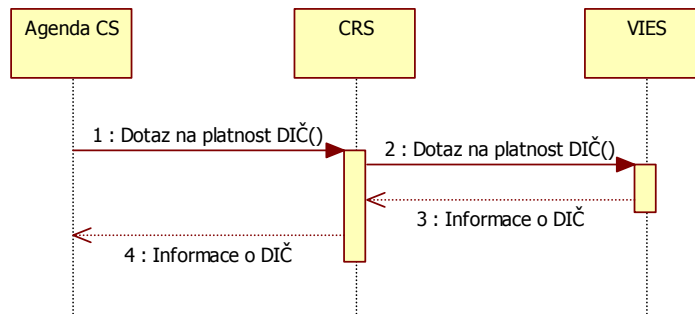 Agenda CS
CRS
VIES
1 : Dotaz na platnost DIČ()
2 : Dotaz na platnost DIČ()
3 : Informace o DIČ
4 : Informace o DIČ